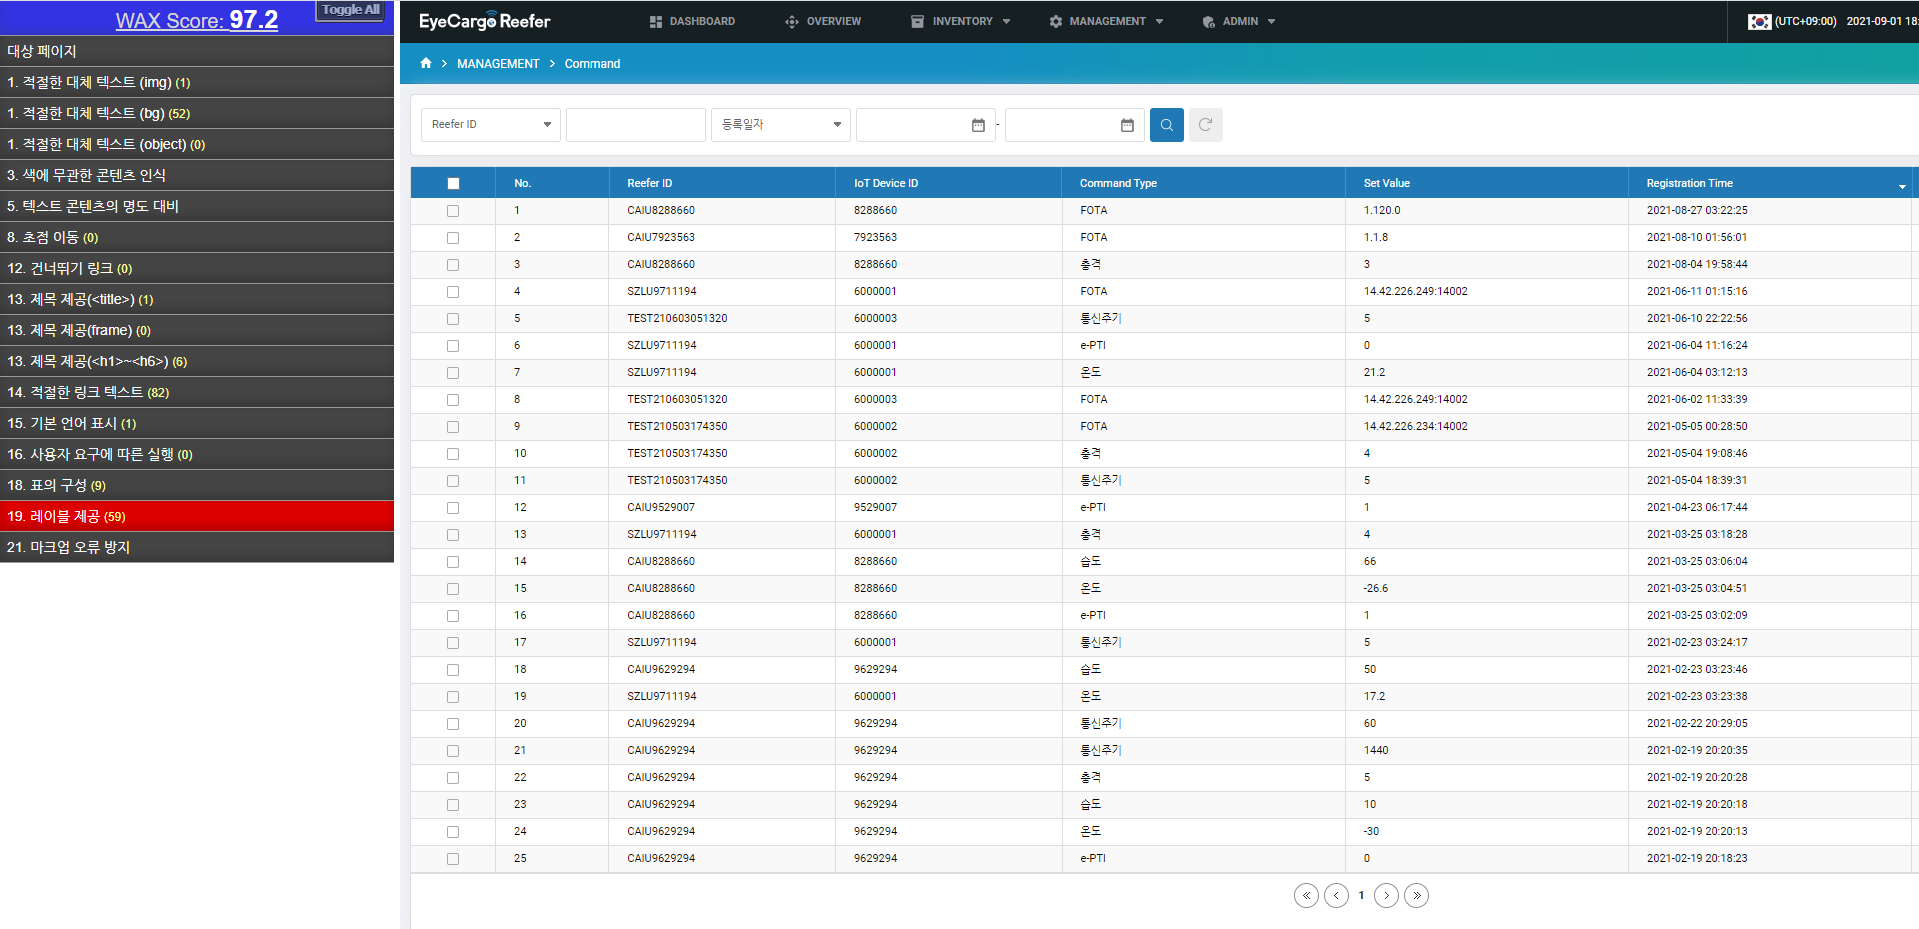 WAX Score: 97.2
Toggle All
대상 페이지
1. 적절한 대체 텍스트 (img) (1)
1. 적절한 대체 텍스트 (bg) (52)
1. 적절한 대체 텍스트 (object) (0)
3. 색에 무관한 콘텐츠 인식
5. 텍스트 콘텐츠의 명도 대비
8. 초점 이동 (0)
12. 건너뛰기 링크 (0)
13. 제목 제공(<title>) (1)
13. 제목 제공(frame) (0)
13. 제목 제공(<h1>~<h6>) (6)
14. 적절한 링크 텍스트 (82)
15. 기본 언어 표시 (1)
16. 사용자 요구에 따른 실행 (0)
18. 표의 구성 (9)
19. 레이블 제공 (59)
21. 마크업 오류 방지
EyeCargo Reefer DASHBOARD OVERVIEW INVENTORY MANAGEMENT ADMIN (UTC+09:00) 2021-09-01 18:
> MANAGEMENT > Command
Reefer ID 등록일자 -
No. Reefer ID IoT Device ID Command Type Set Value Registration Time
1 CAIU8288660 8288660 FOTA 1.120.0 2021-08-27 03:22:25
2 CAIU7923563 7923563 FOTA 1.1.8 2021-08-10 01:56:01
3 CAIU8288660 8288660 충격 3 2021-08-04 19:58:44
4 SZLU9711194 6000001 FOTA 14.42.226.249:14002 2021-06-11 01:15:16
5 TEST210603051320 6000003 통신주기 5 2021-06-10 22:22:56
6 SZLU9711194 6000001 e-PTI 0 2021-06-04 11:16:24
7 SZLU9711194 6000001 온도 21.2 2021-06-04 03:12:13
8 TEST210603051320 6000003 FOTA 14.42.226.249:14002 2021-06-02 11:33:39
9 TEST210503174350 6000002 FOTA 14.42.226.234:14002 2021-05-05 00:28:50
10 TEST210503174350 6000002 충격 4 2021-05-04 19:08:46
11 TEST210503174350 6000002 통신주기 5 2021-05-04 18:39:31
12 CAIU9529007 9529007 e-PTI 1 2021-04-23 06:17:44
13 SZLU9711194 6000001 충격 4 2021-03-25 03:18:28
14 CAIU8288660 8288660 습도 66 2021-03-25 03:06:04
15 CAIU8288660 8288660 온도 -26.6 2021-03-25 03:04:51
16 CAIU8288660 8288660 e-PTI 1 2021-03-25 03:02:09
17 SZLU9711194 6000001 통신주기 5 2021-02-23 03:24:17
18 CAIU9629294 9629294 습도 50 2021-02-23 03:23:46
19 SZLU9711194 6000001 온도 17.2 2021-02-23 03:23:38
20 CAIU9629294 9629294 통신주기 60 2021-02-22 20:29:05
21 CAIU9629294 9629294 통신주기 1440 2021-02-19 20:20:35
22 CAIU9629294 9629294 충격 5 2021-02-19 20:20:28
23 CAIU9629294 9629294 습도 10 2021-02-19 20:20:18
24 CAIU9629294 9629294 온도 -30 2021-02-19 20:20:13
25 CAIU9629294 9629294 e-PTI 0 2021-02-19 20:18:23
« ‹ 1 › »